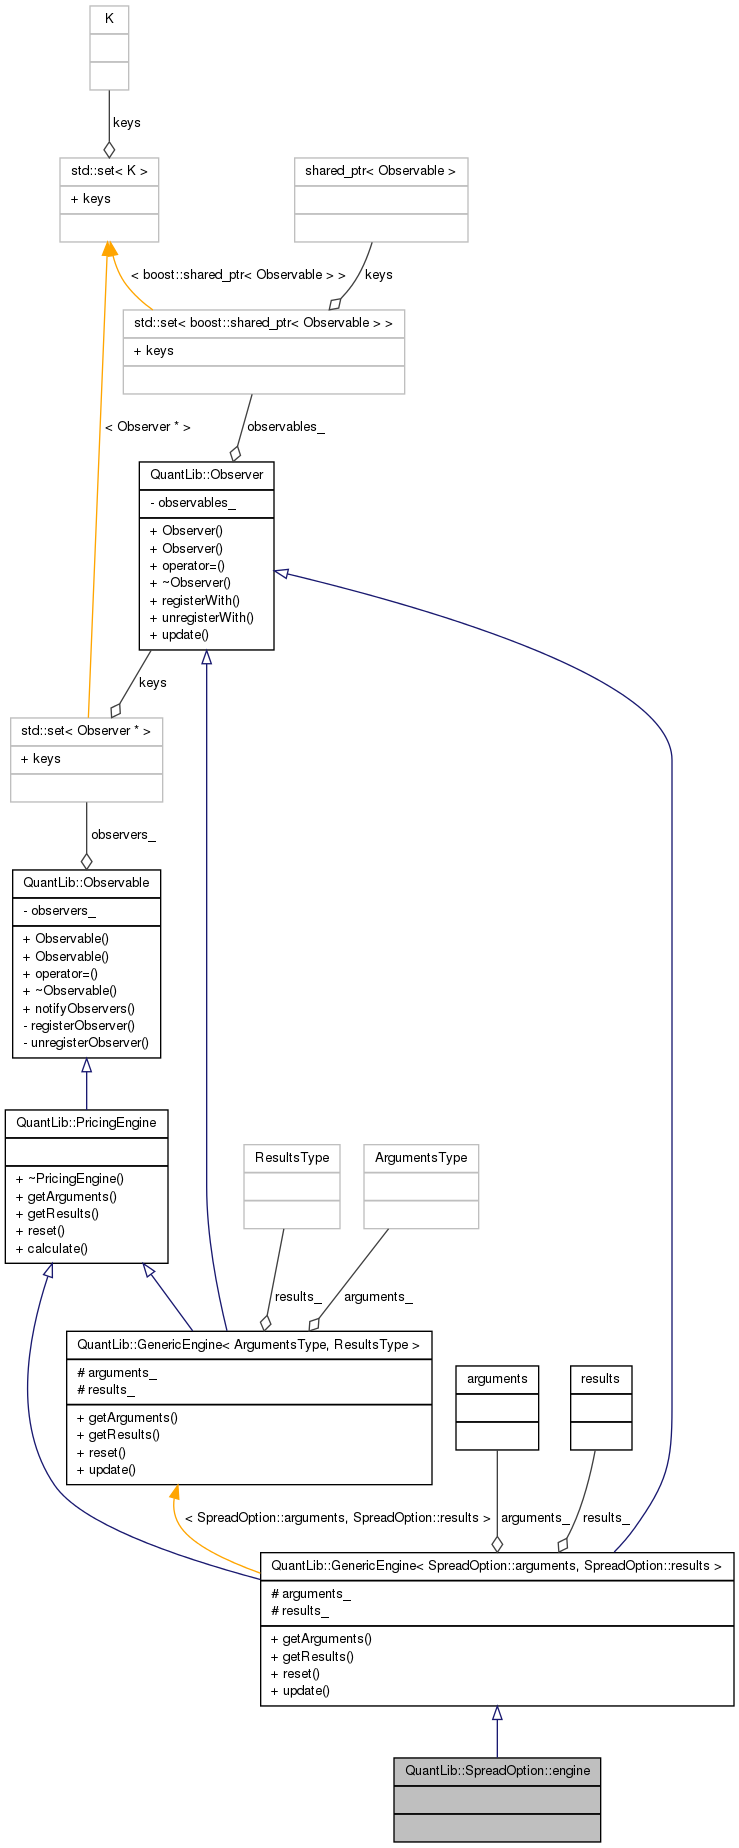 K
keys
std::set< K >
+ keys
shared_ptr< Observable >
< boost::shared_ptr< Observable > >
keys
std::set< boost::shared_ptr< Observable > >
+ keys
< Observer * >
observables_
QuantLib::Observer
- observables_
+ Observer()
+ Observer()
+ operator=()
+ ~Observer()
+ registerWith()
+ unregisterWith()
+ update()
keys
std::set< Observer * >
+ keys
observers_
QuantLib::Observable
- observers_
+ Observable()
+ Observable()
+ operator=()
+ ~Observable()
+ notifyObservers()
- registerObserver()
- unregisterObserver()
QuantLib::PricingEngine
+ ~PricingEngine()
+ getArguments()
+ getResults()
+ reset()
+ calculate()
ResultsType
ArgumentsType
results_
arguments_
QuantLib::GenericEngine< ArgumentsType, ResultsType >
# arguments_
# results_
+ getArguments()
+ getResults()
+ reset()
+ update()
arguments
results
< SpreadOption::arguments, SpreadOption::results >
arguments_
results_
QuantLib::GenericEngine< SpreadOption::arguments, SpreadOption::results >
# arguments_
# results_
+ getArguments()
+ getResults()
+ reset()
+ update()
QuantLib::SpreadOption::engine